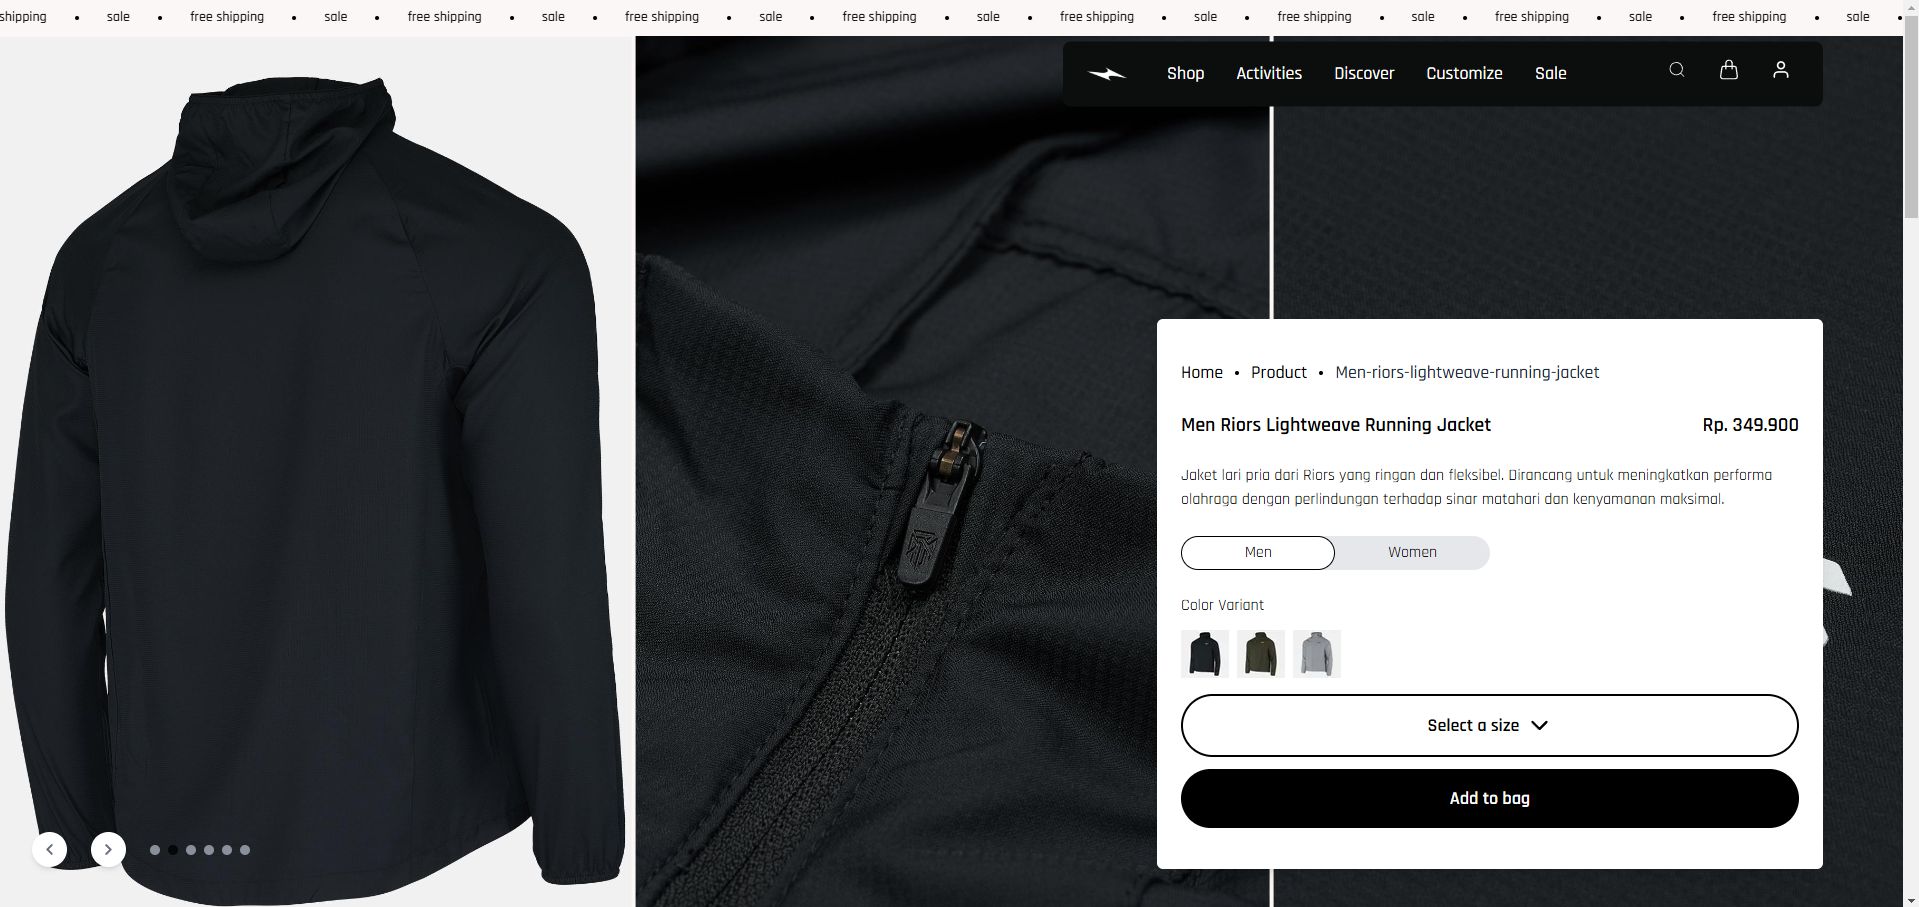 shipping • sale • free shipping • sale • free shipping • sale • free shipping • sale • free shipping • sale • free shipping • sale • free shipping • sale • free shipping • sale • free shipping • sale •
Shop Activities Discover Customize Sale
Home • Product • Men-riors-lightweave-running-jacket
Men Riors Lightweave Running Jacket Rp. 349.900
Jaket lari pria dari Riors yang ringan dan fleksibel. Dirancang untuk meningkatkan performa
olahraga dengan perlindungan terhadap sinar matahari dan kenyamanan maksimal.
Men Women
Color Variant
Select a size
Add to bag